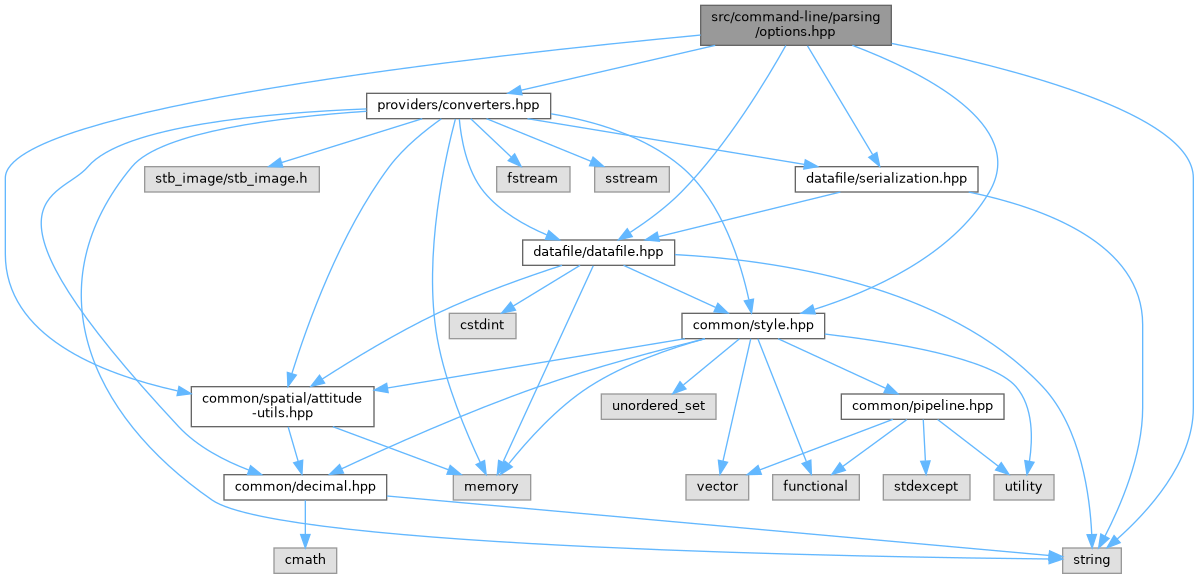 src/command-line/parsing
/options.hpp
providers/converters.hpp
stb_image/stb_image.h
fstream
sstream
datafile/serialization.hpp
datafile/datafile.hpp
cstdint
common/style.hpp
common/spatial/attitude
-utils.hpp
unordered_set
common/pipeline.hpp
common/decimal.hpp
memory
vector
functional
stdexcept
utility
cmath
string